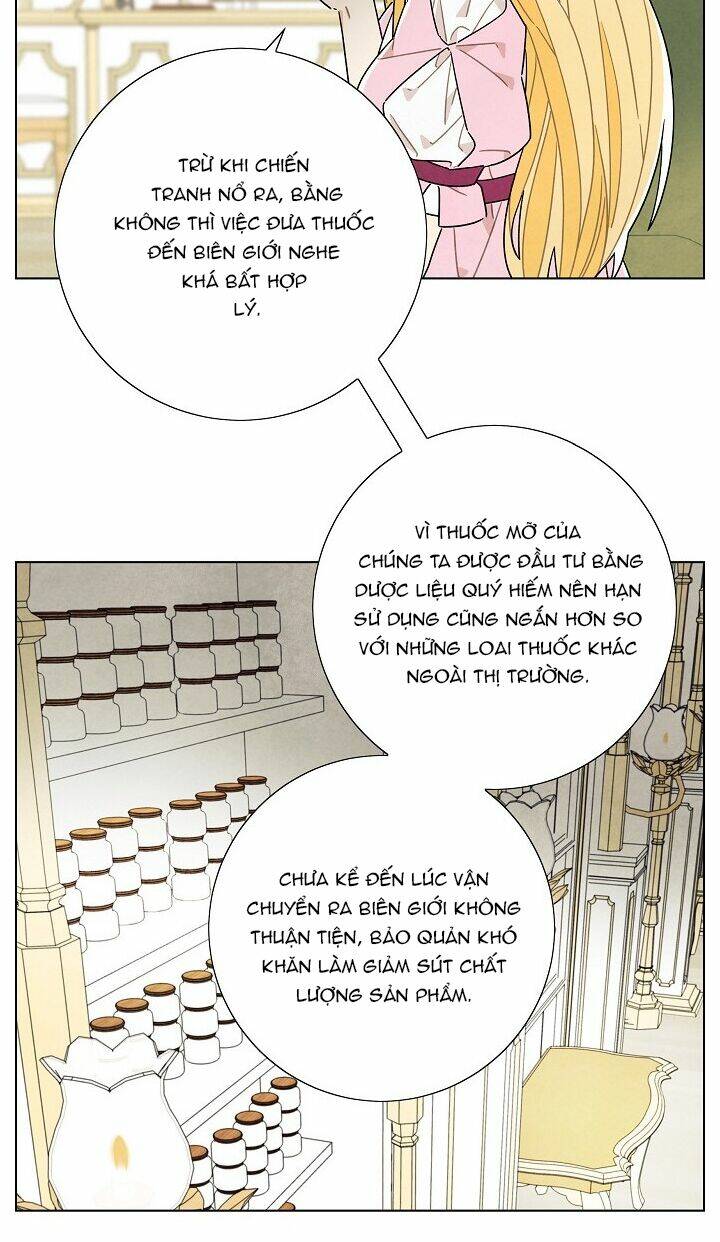 TRỪ KHI CHIẾN
TRANH NỔ RA, BẰNG
KHÔNG THÌ VIỆC ĐƯA THUỐC
ĐẾN BIÊN GIỚI NGHE
KHÁ BẤT HỢP
LÝ.
VÌ THUỐC MỠ CỦA
CHÚNG TA ĐƯỢC ĐẦU TƯ BẰNG
DƯỢC LIỆU QUÝ HIẾM NÊN HẠN
SỬ DỤNG CŨNG NGẮN HƠN SO
VỚI NHỮNG LOAI THUỐC KHÁC
NGOÀI THỊ TRƯỜNG.
CHƯA KỂ ĐẾN LÚC VẬN
CHUYỂN RA BIÊN GIỚI KHÔNG
THUẬN TIỆN, BẢO QUẢN KHÓ
KHĂN LÀM GIẢM SÚT CHẤT
LƯỢNG SẢN PHẨM.